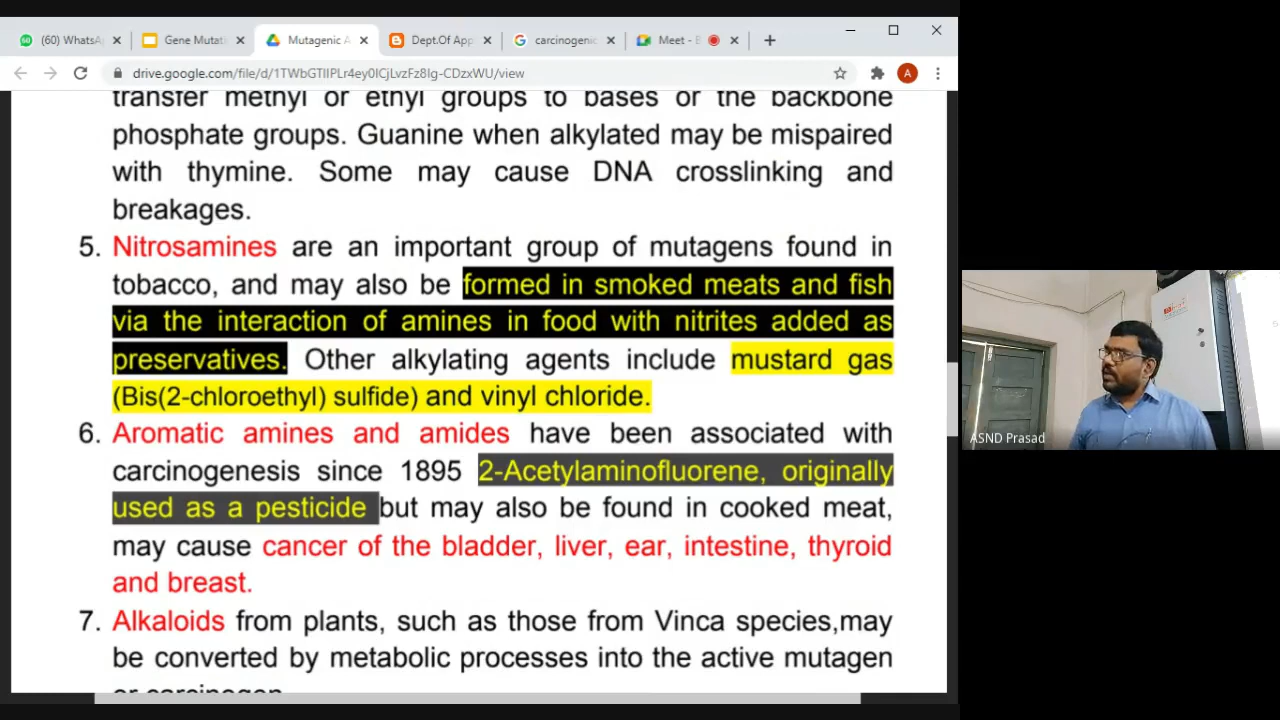 (60) WhatsA
Gene Mutati
Mutagenic A
Dept.Of App
carcinogenic
Meet -
drive.google.com/file/d/1TWbGTIIPLr4ey0ICjLvzFz8Ig-CDzxWU/view
A
transfer methyl or ethyl groups to bases or the backbone
phosphate groups. Guanine when alkylated may be mispaired
with thymine. Some may cause DNA crosslinking and
breakages.
5. Nitrosamines are an important group of mutagens found in
tobacco, and may also be formed in smoked meats and fish
via the interaction of amines in food with nitrites added as
preservatives. Other alkylating agents include mustard gas
(Bis(2-chloroethyl) sulfide) and vinyl chloride.
6. Aromatic amines and amides have been associated with
carcinogenesis since 1895 2-Acetylaminofluorene, originally
used as a pesticide but may also be found in cooked meat,
may cause cancer of the bladder, liver, ear, intestine, thyroid
and breast.
7. Alkaloids from plants, such as those from Vinca species,may
be converted by metabolic processes into the active mutagen
or carcinogen
ASND Prasad